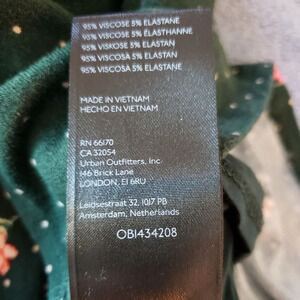 95% VISCOSE 5% ELASTANE
95% VISCOSE 5% ÉLASTHANNE
95% VISKOSE 5% ELASTAN
95% VISCOSA 5% ELASTAN
95% VISCOSA 5% ELASTANE
MADE IN VIETNAM
HECHO EN VIETNAM
RN 66170
CA 32054
Urban Outfitters, Inc.
146 Brick Lane
LONDON, E1 6RU
Leidsestraat 32, 1017 PB
Amsterdam, Netherlands
OB1434208